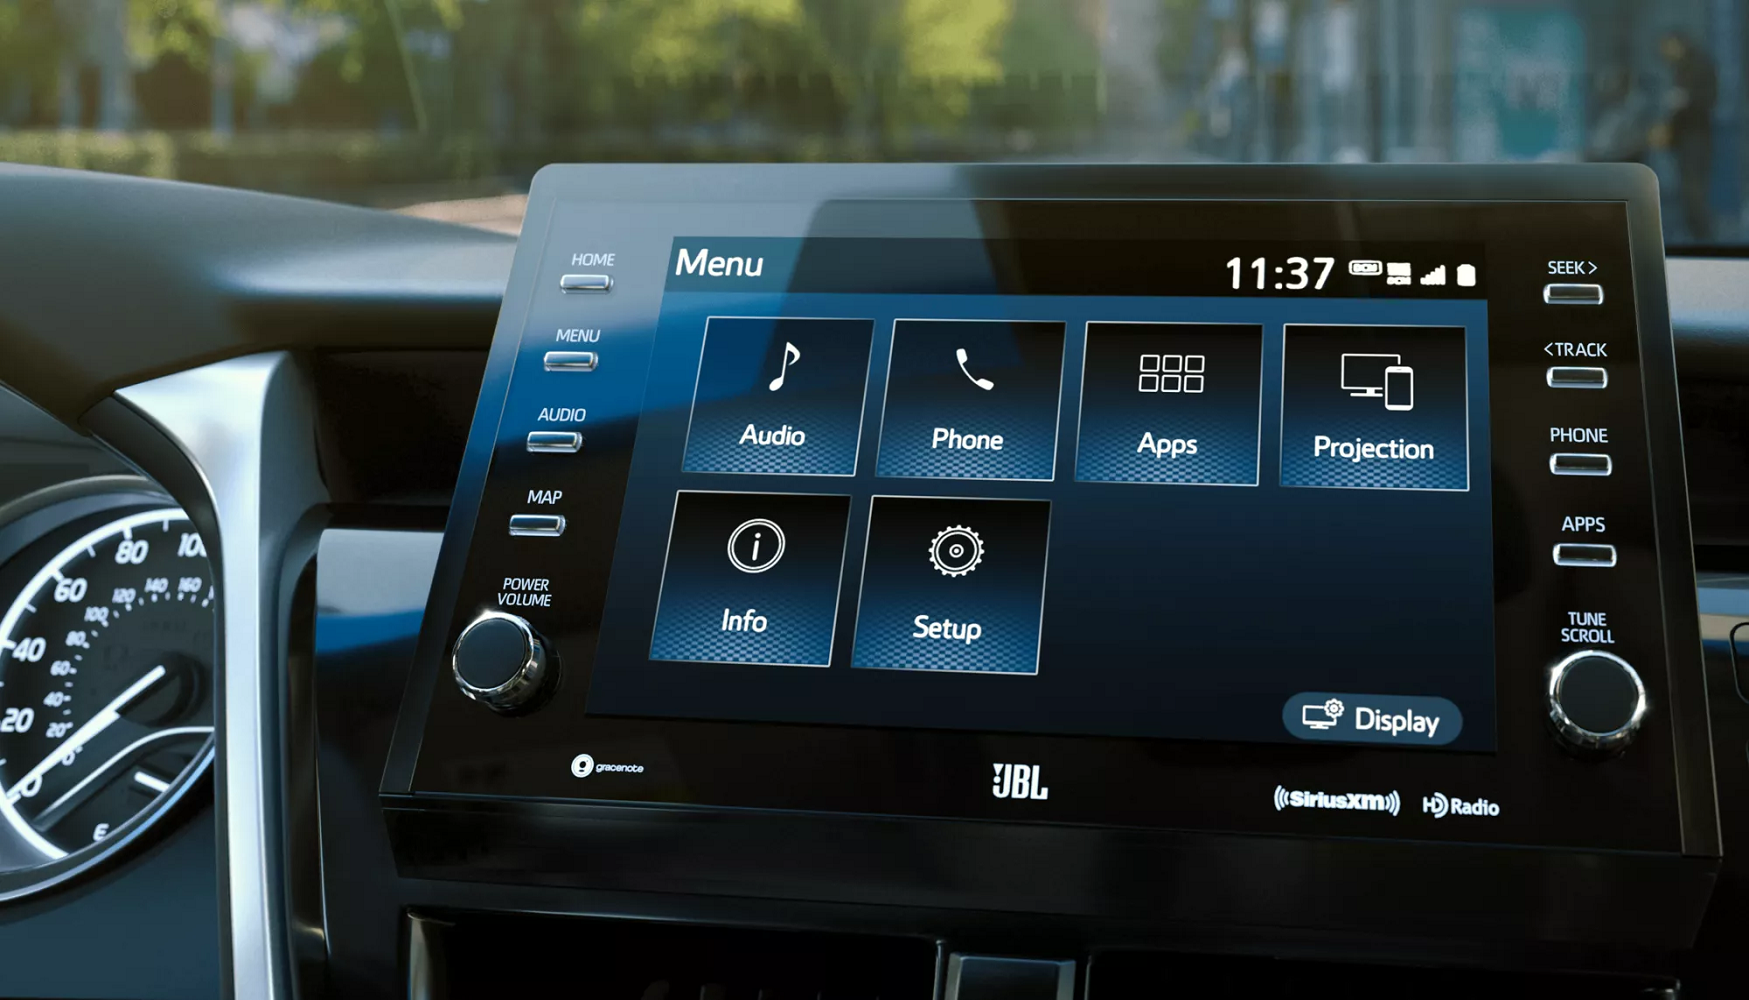 HOME
MENU
AUDIO
MAP
POWER
VOLUME
Menu
11:37
Audio
Phone
Apps
Projection
Info
Setup
Display
SEEK >
< TRACK
PHONE
APPS
TUNE
SCROLL
gracenote
JBL
((SiriusXM))
HD Radio
80
100
60
40
20
0
120
140
160
100
80
60
40
20
0
E